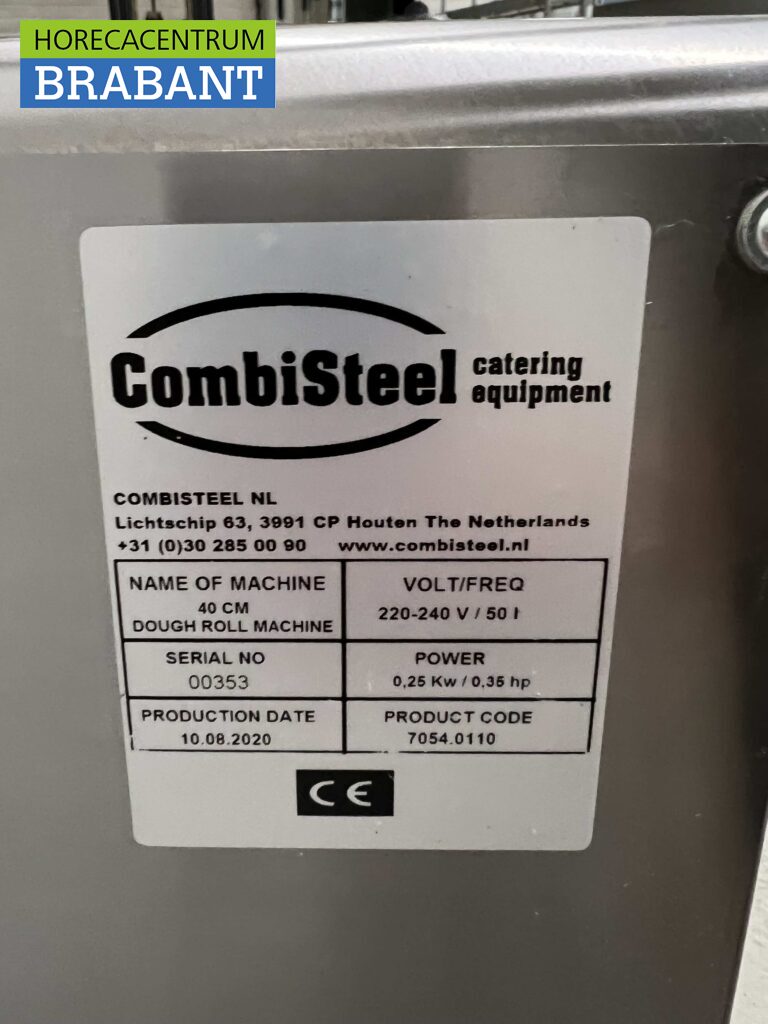 HORECACENTRUM
BRABANT
CombiSteel catering equipment
COMBISTEEL NL
Lichtschip 63, 3991 CP Houten The Netherlands
+31 (0)30 285 00 90 www.combisteel.nl
NAME OF MACHINE
40 CM
DOUGH ROLL MACHINE
VOLT/FREQ
220-240 V / 50 I
SERIAL NO
00353
POWER
0,25 Kw / 0,35 hp
PRODUCTION DATE
10.08.2020
PRODUCT CODE
7054.0110
CE